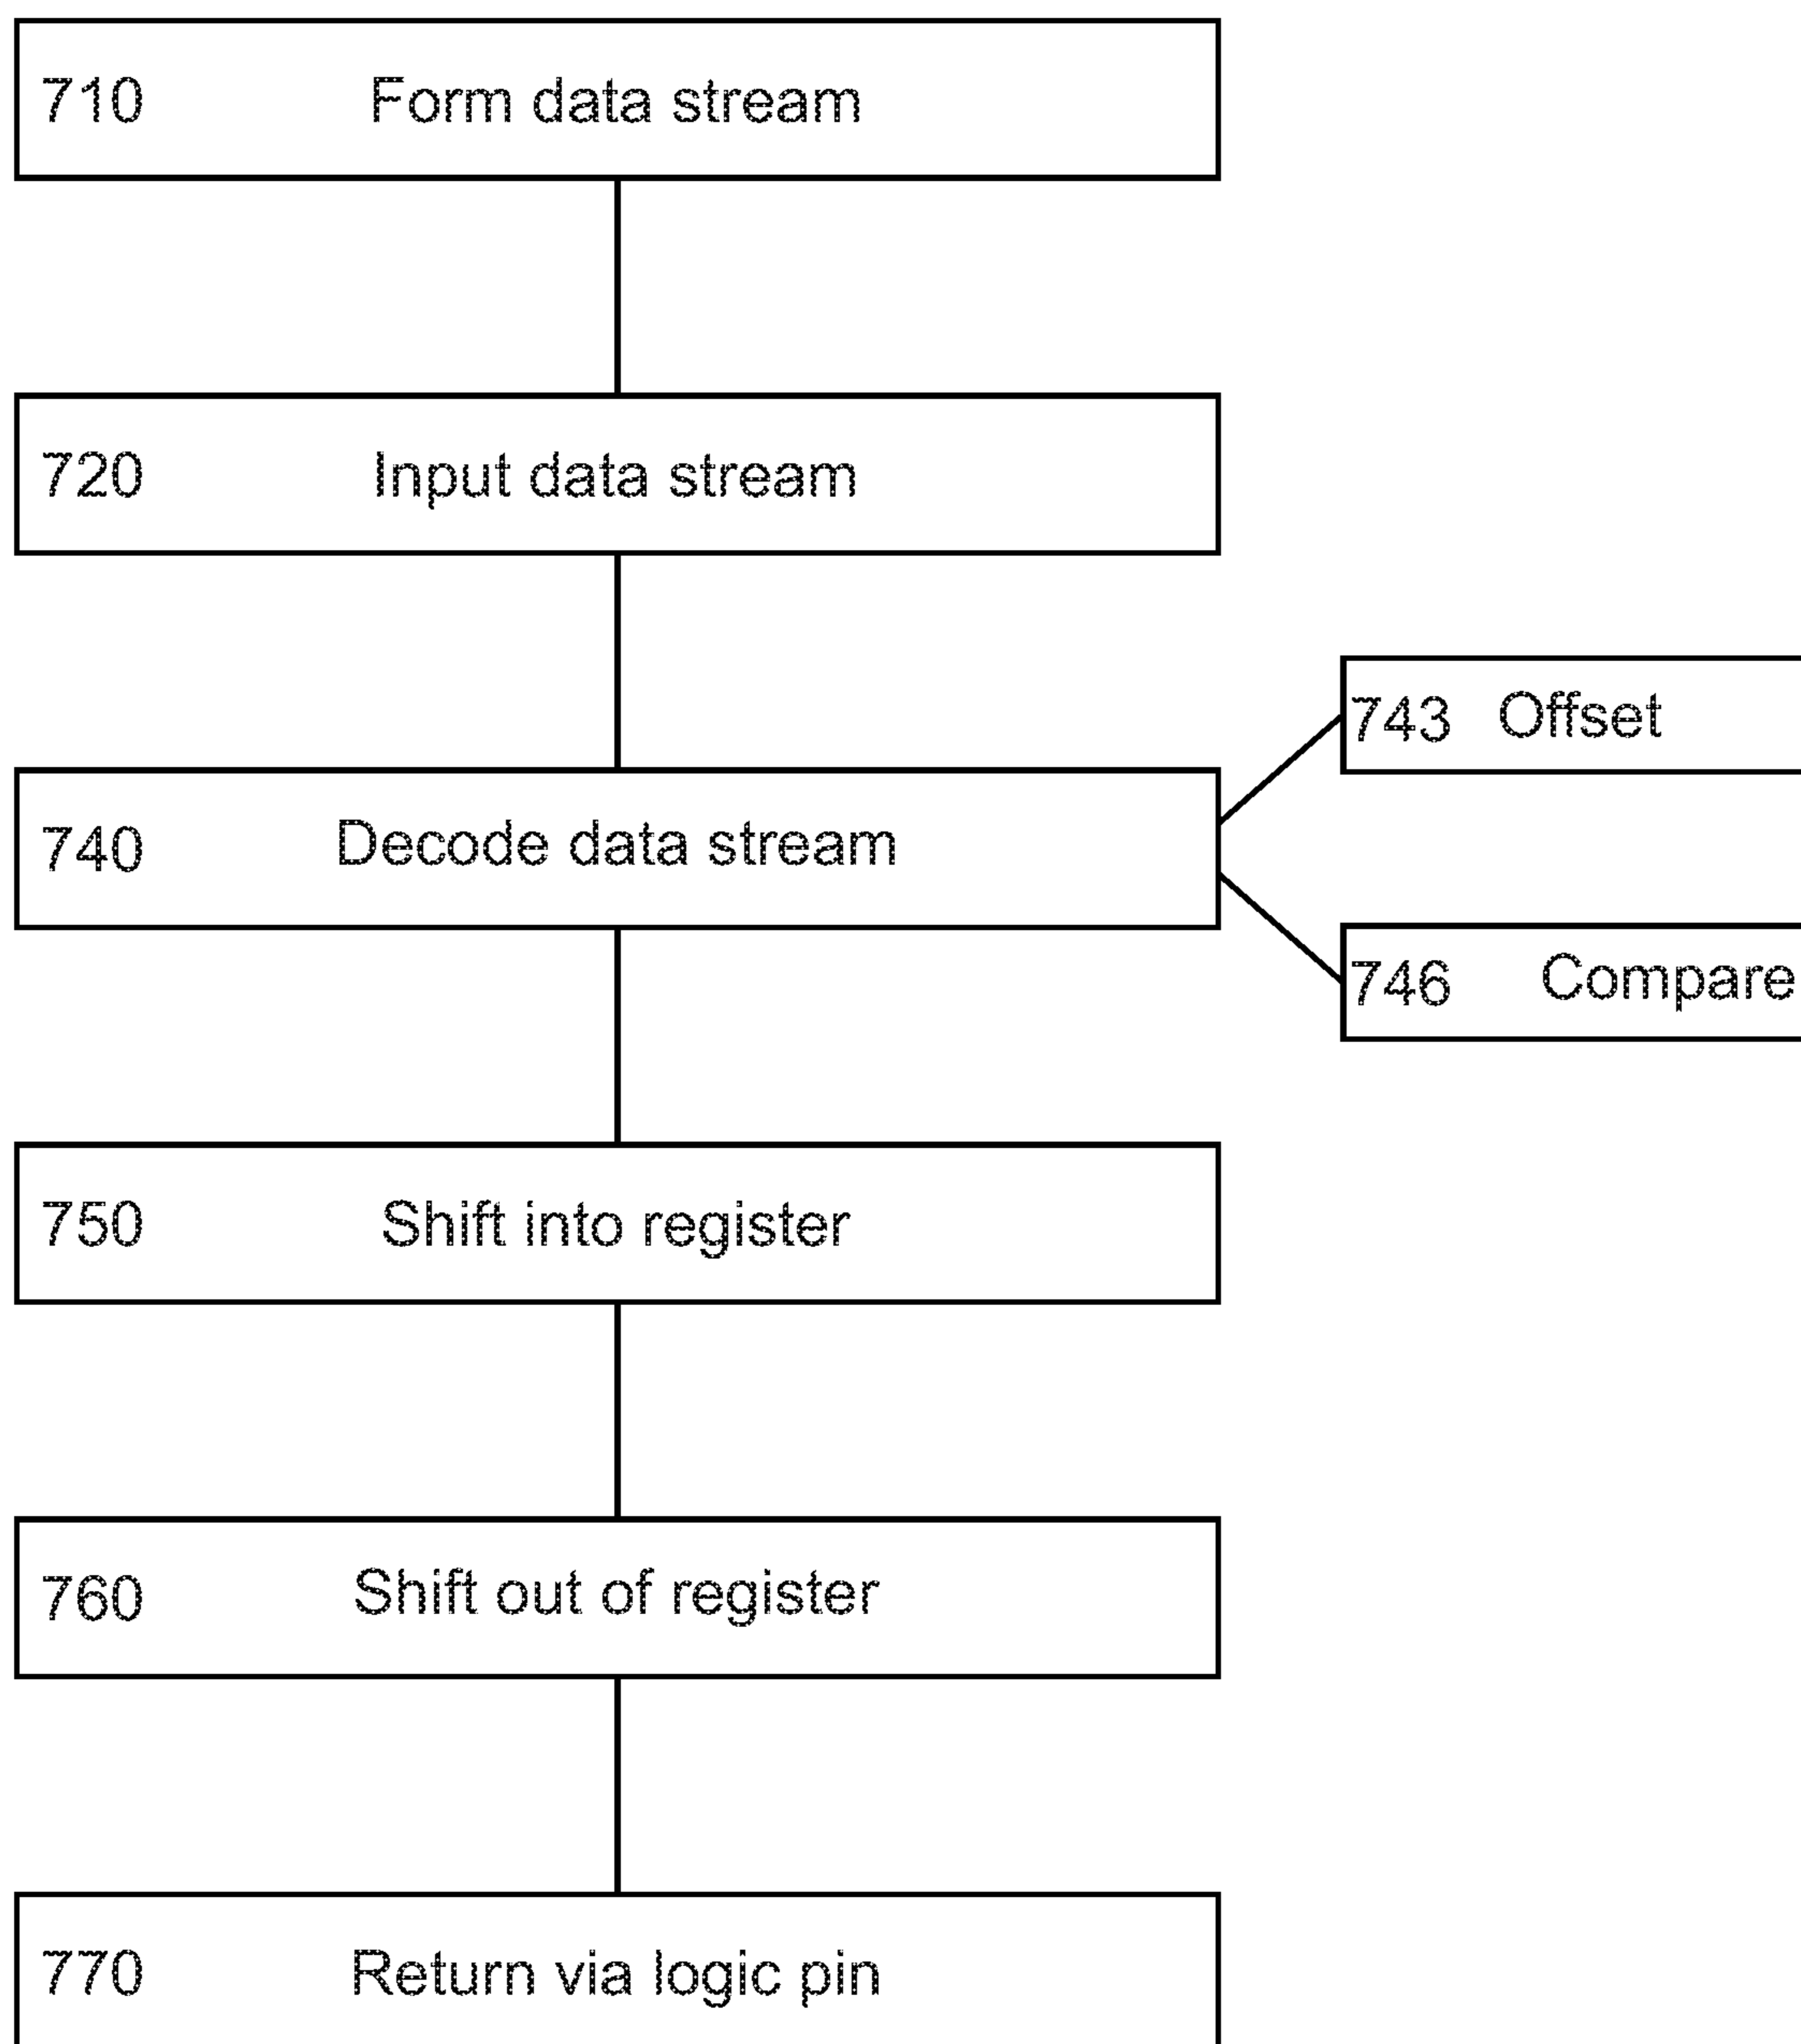 710 Form data stream
720 Input data stream
743 Offset
740 Decode data stream
746 Compare
750 Shift into register
760 Shift out of register
770 Return via logic pin